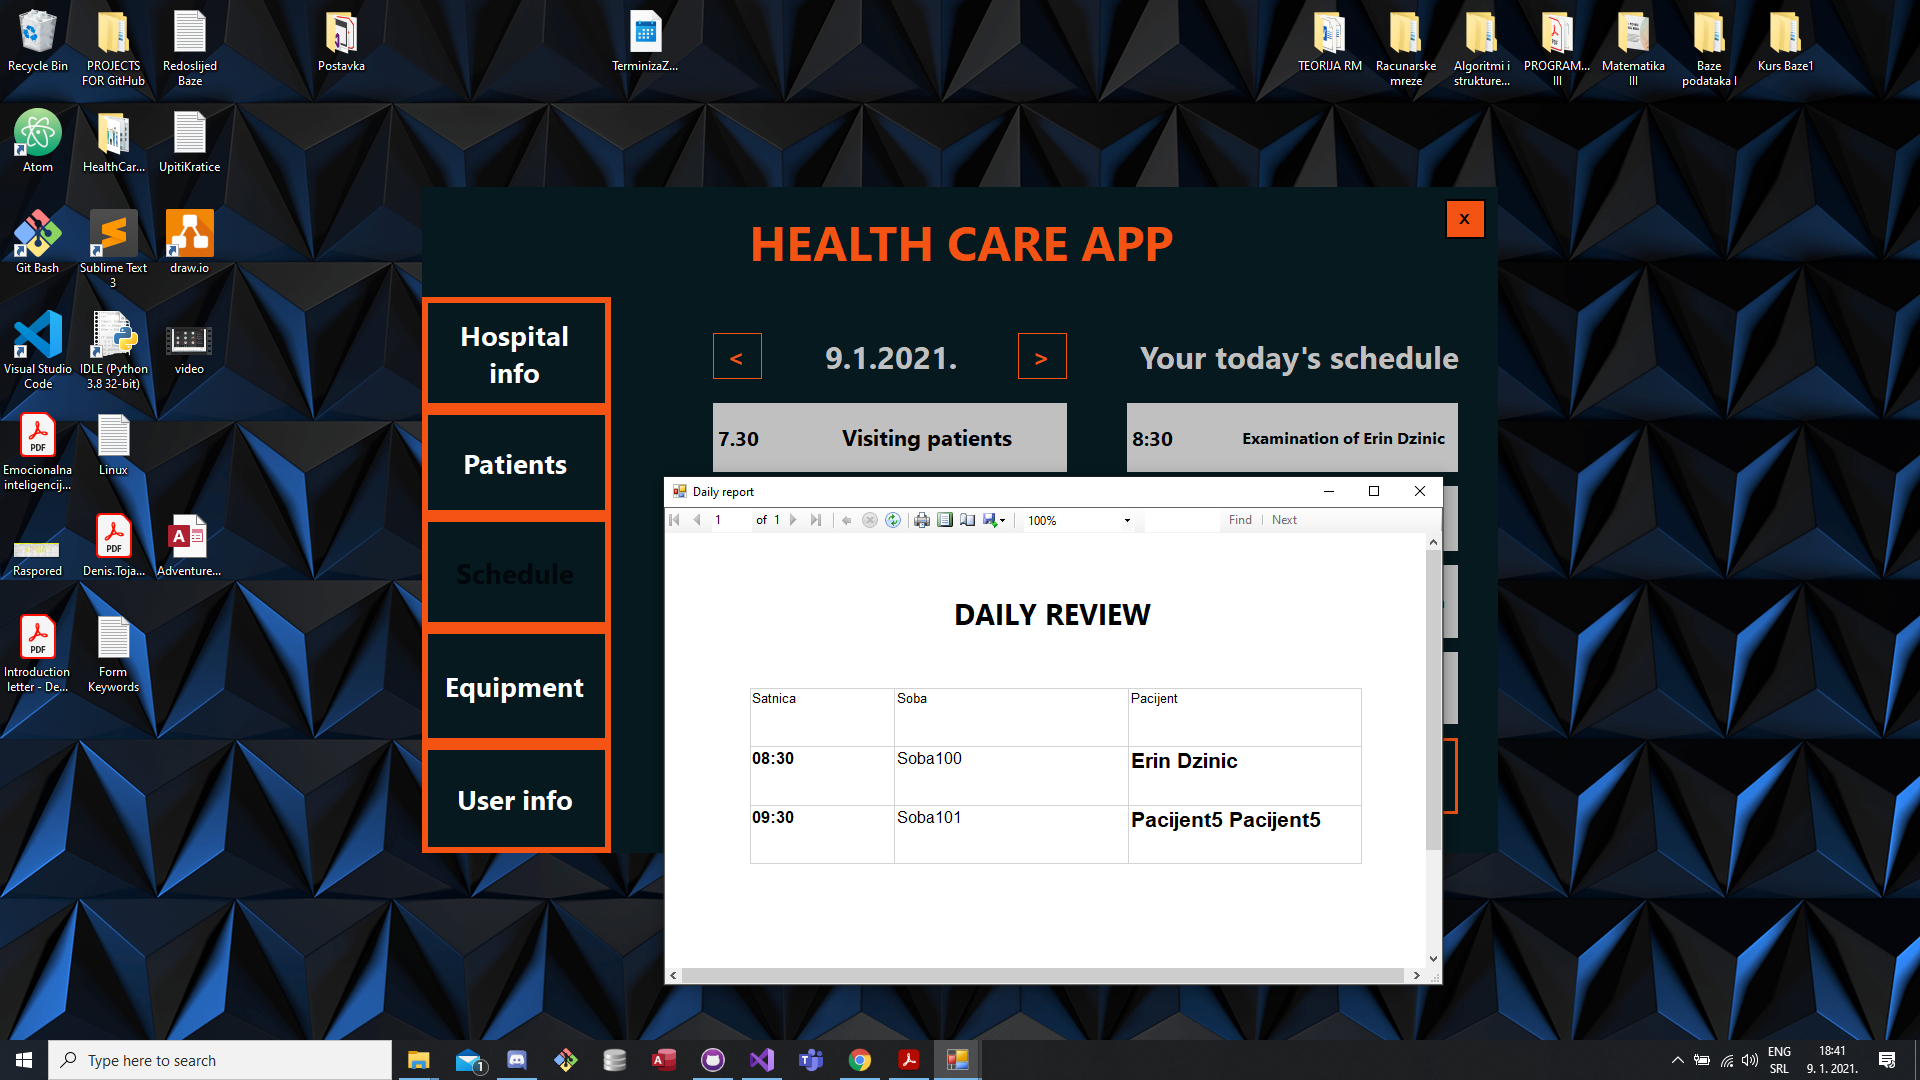 Recycle Bin
PROJECTS
FOR GitHub
Redoslijed
Baze
Postavka
TerminizaZ...
TEORIJA RM
Racunarske
mreze
Algoritmi i
strukture...
PROGRAM...
III
Matematika
III
Baze
podataka I
Kurs Baze1
Atom
HealthCar...
UpitiKratice
Git Bash
Sublime Text
3
draw.io
Visual Studio
Code
IDLE (Python
3.8 32-bit)
video
PDF
Emocionalna
inteligencij...
Linux
Raspored
PDF
Denis.Toja...
Adventure...
PDF
Introduction
letter - De...
Form
Keywords
HEALTH CARE APP
x
Hospital
info
Patients
Schedule
Equipment
User info
<
9.1.2021.
>
Your today's schedule
7.30 Visiting patients
8:30 Examination of Erin Dzinic
Daily report
1 of 1
100%
Find | Next
DAILY REVIEW
Satnica Soba Pacijent
08:30 Soba100 Erin Dzinic
09:30 Soba101 Pacijent5 Pacijent5
Type here to search
1
ENG
SRL
18:41
9. 1. 2021.